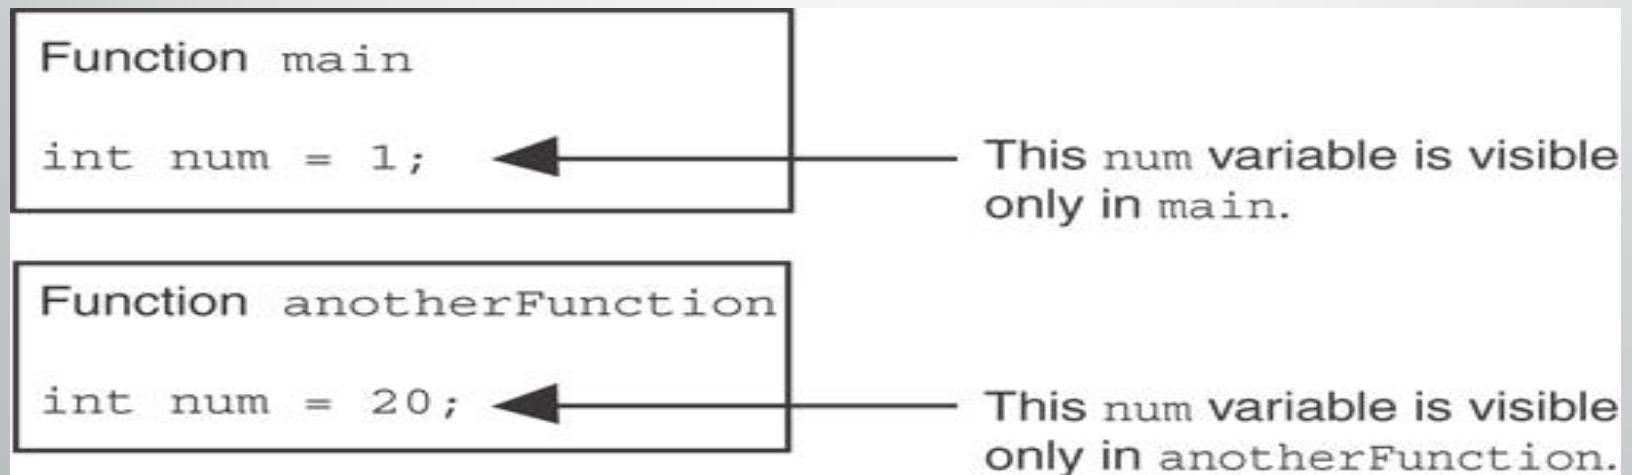 Function main
int num = 1;
This num variable is visible
only in main.
Function anotherFunction
int num = 20;
This num variable is visible
only in anotherFunction.